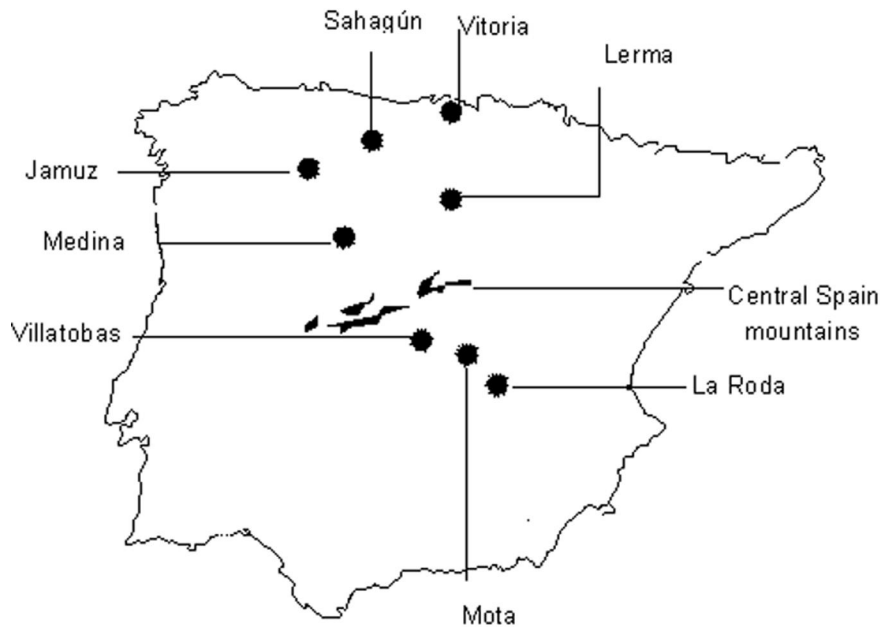 Sahagún
Vitoria
Lerma
Jamuz
Medina
Central Spain
mountains
Villatobas
La Roda
Mota